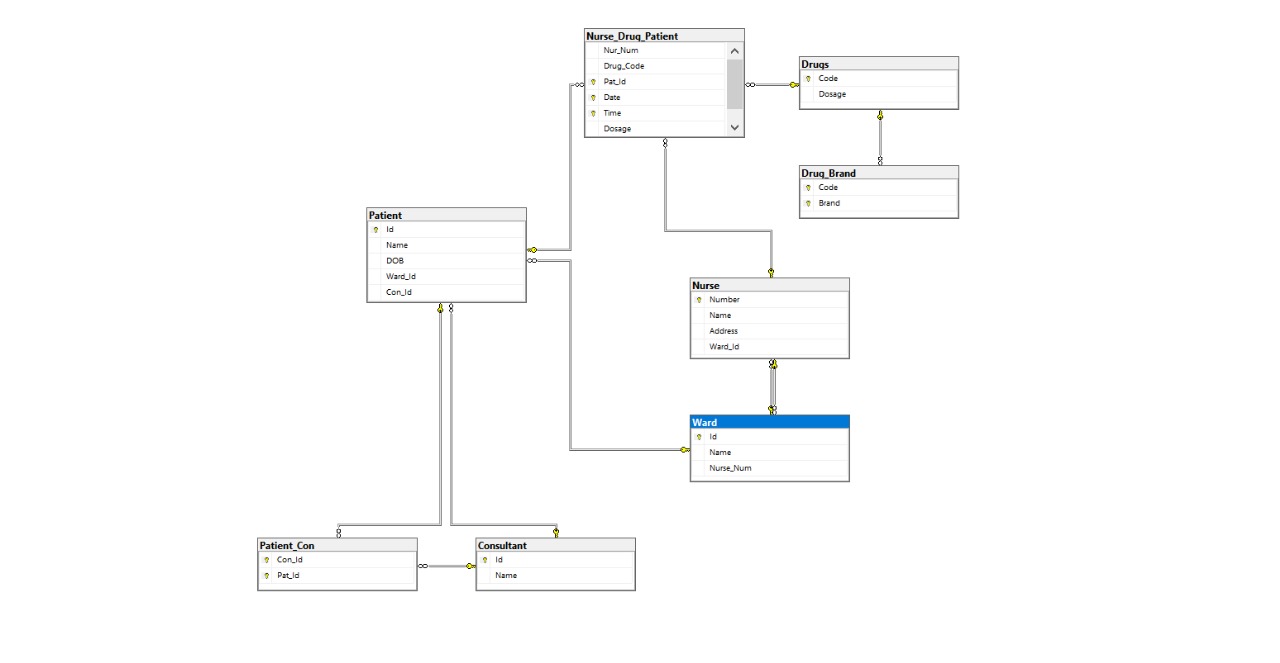 Nurse_Drug_Patient
Nur_Num
Drug_Code
Pat_Id
Date
Time
Dosage
Drugs
Code
Dosage
Drug_Brand
Code
Brand
Patient
Id
Name
DOB
Ward_Id
Con_Id
Nurse
Number
Name
Address
Ward_Id
Ward
Id
Name
Nurse_Num
Patient_Con
Con_Id
Pat_Id
Consultant
Id
Name